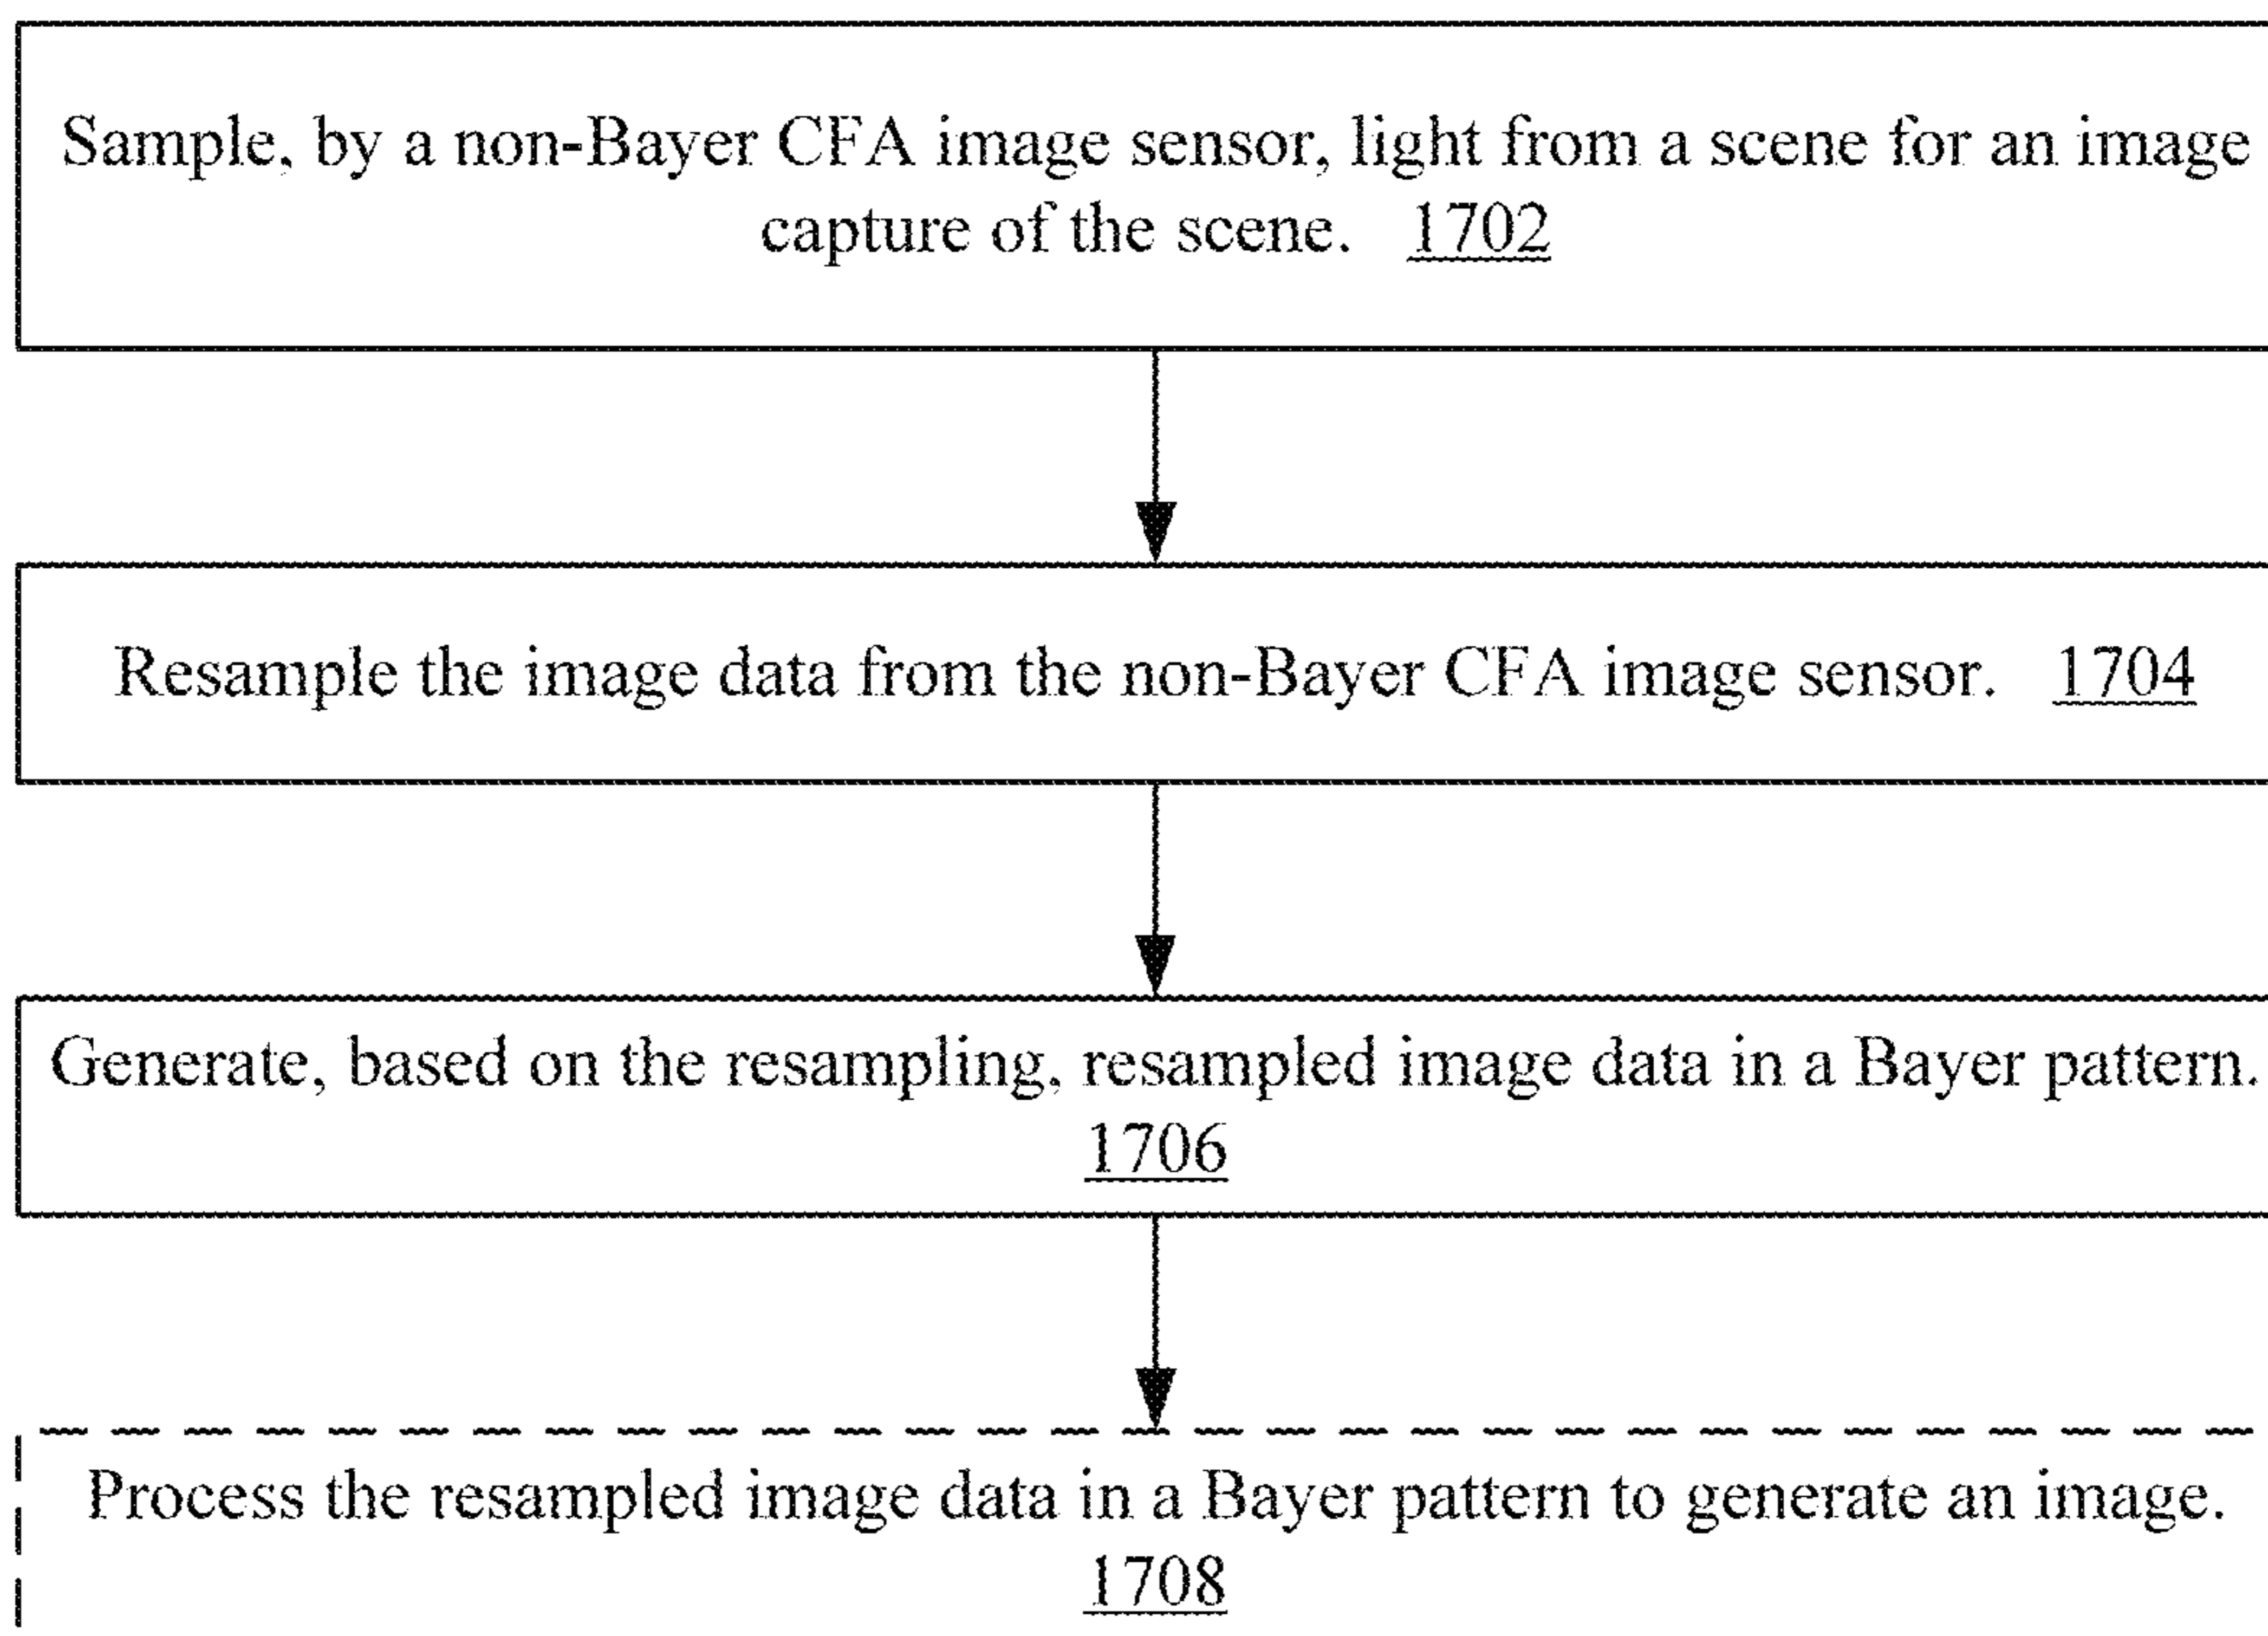 Sample, by a non-Bayer CFA image sensor, light from a scene for an image
capture of the scene. 1702
Resample the image data from the non-Bayer CFA image sensor. 1704
Generate, based on the resampling, resampled image data in a Bayer pattern.
1706
Process the resampled image data in a Bayer pattern to generate an image.
1708